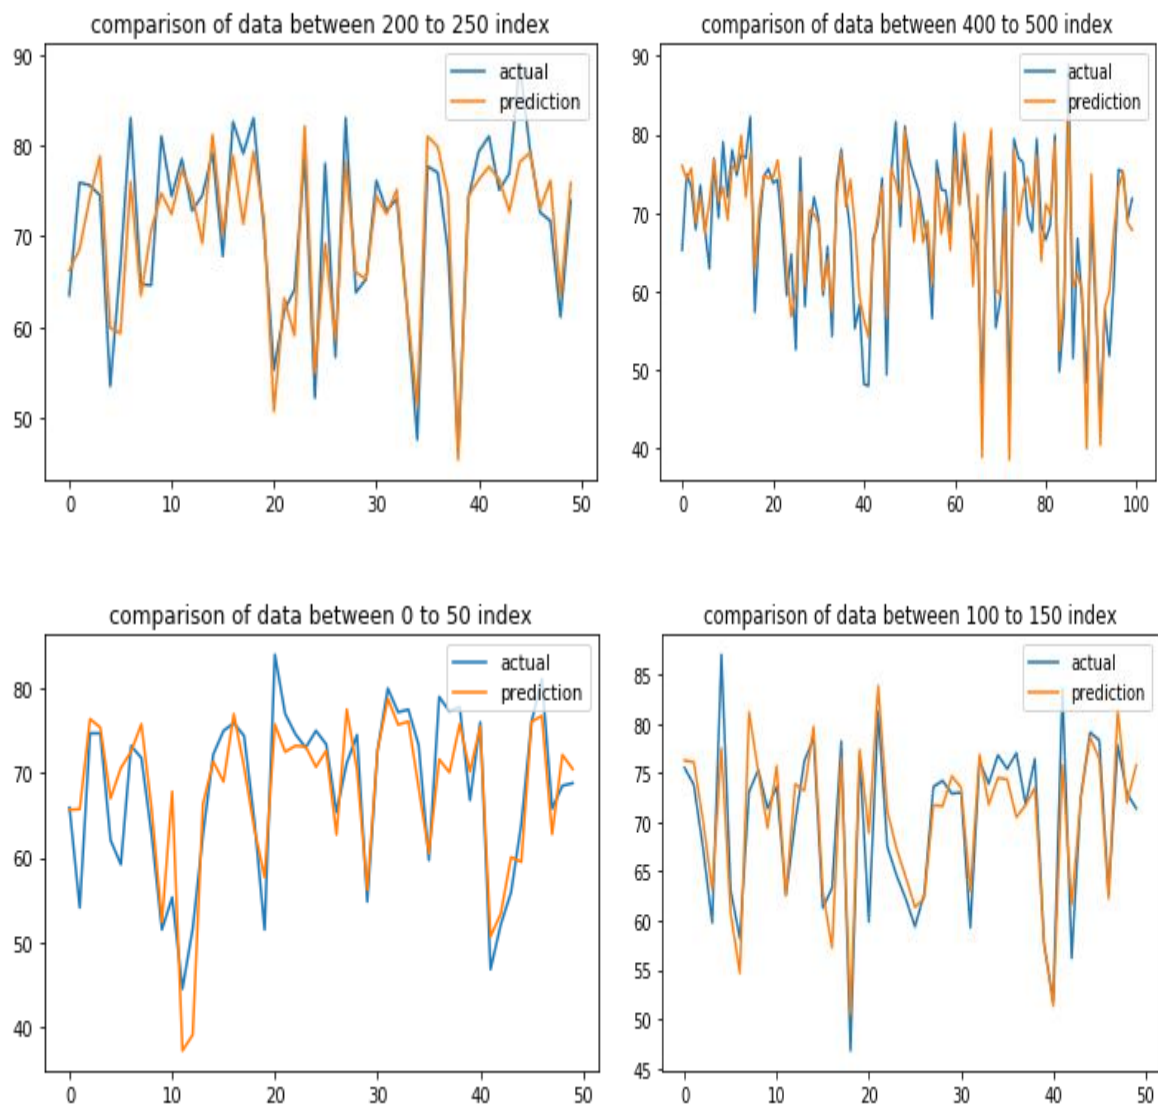 comparison of data between 200 to 250 index
actual
prediction
90
80
70
60
50
0 10 20 30 40 50
comparison of data between 400 to 500 index
actual
prediction
90
80
70
60
50
40
0 20 40 60 80 100
comparison of data between 0 to 50 index
actual
prediction
80
70
60
50
40
0 10 20 30 40 50
comparison of data between 100 to 150 index
actual
prediction
85
80
75
70
65
60
55
50
45
0 10 20 30 40 50